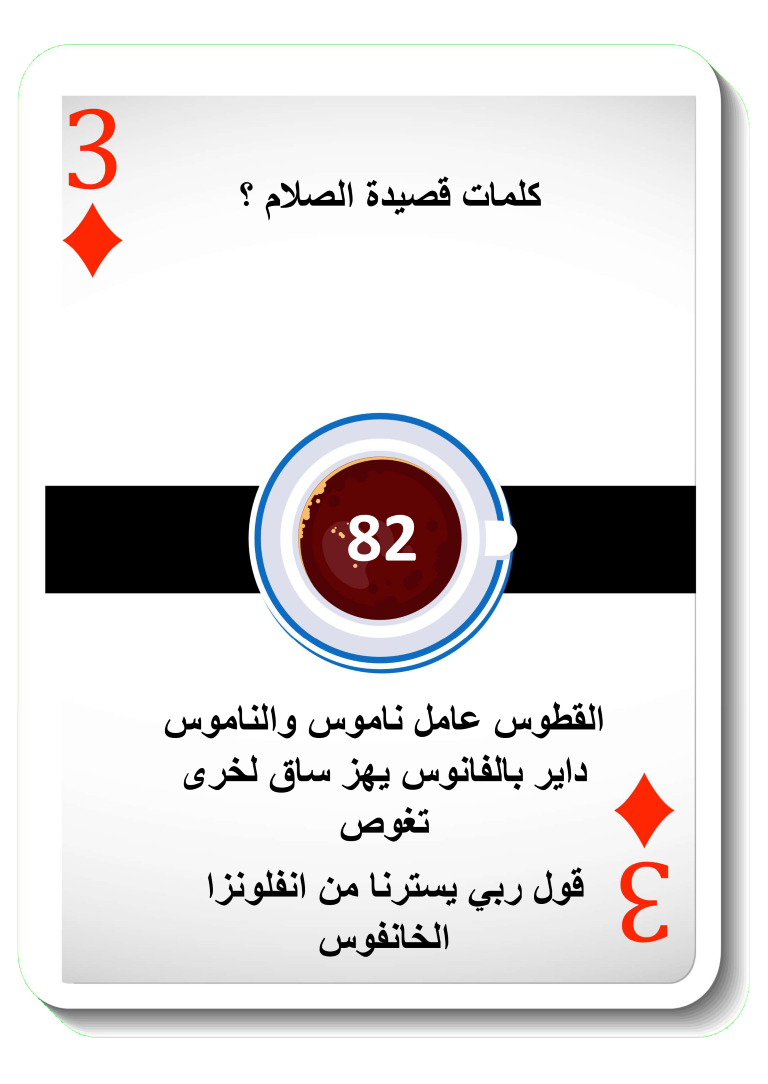 3
كلمات قصيدة الصلام ؟
82
القطوس عامل ناموس والناموس
داير بالفانوس يهز ساق لخرى
تغوص
قول ربي يسترنا من انفلونزا
الخانفوس
3